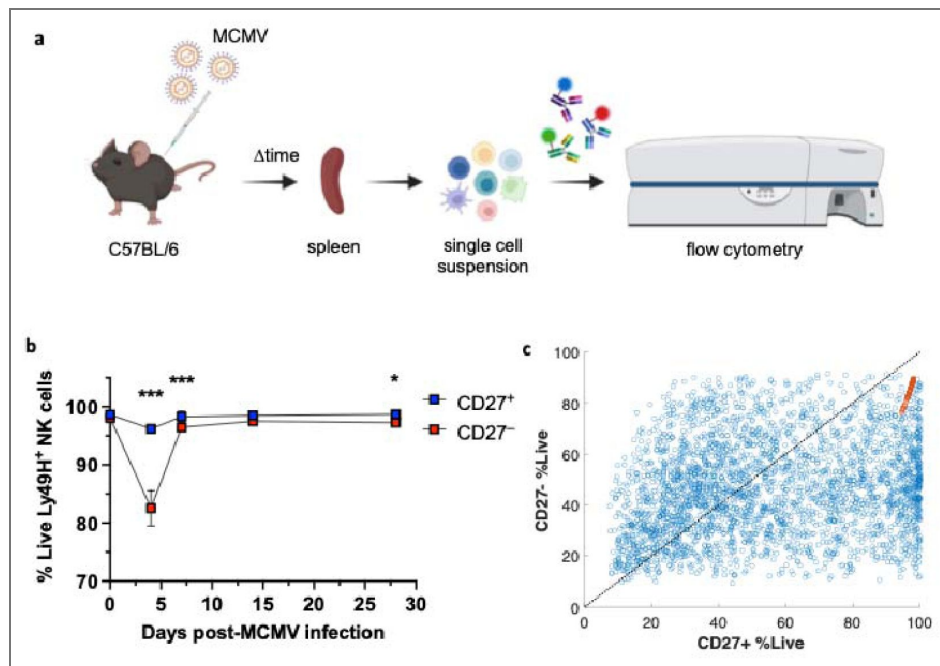 a
MCMV
Δtime
C57BL/6
spleen
single cell
suspension
flow cytometry
b
% Live Ly49H+ NK cells
100
90
80
70
***
***
*
CD27+
CD27−
0
5
10
15
20
25
30
Days post-MCMV infection
c
CD27- %Live
100
80
60
40
20
0
0
20
40
60
80
100
CD27+ %Live